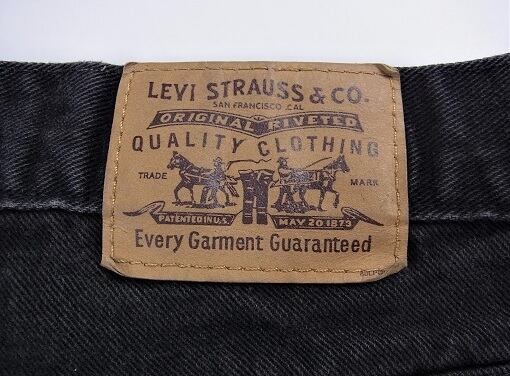 LEVI STRAUSS & CO.
SAN FRANCISCO CAL
ORIGINAL RIVETED
QUALITY CLOTHING
TRADE MARK
PATENTED IN U.S. MAY 20 1873
Every Garment Guaranteed